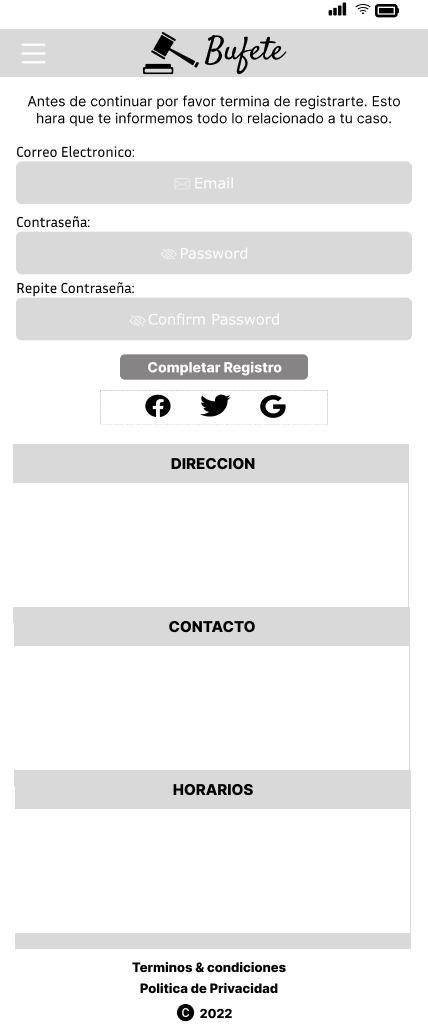 Bufete
Antes de continuar por favor termina de registrarte. Esto
hara que te informemos todo lo relacionado a tu caso.
Correo Electronico:
Email
Contraseña:
Password
Repite Contraseña:
Confirm Password
Completar Registro
DIRECCION
CONTACTO
HORARIOS
Terminos & condiciones
Politica de Privacidad
C 2022